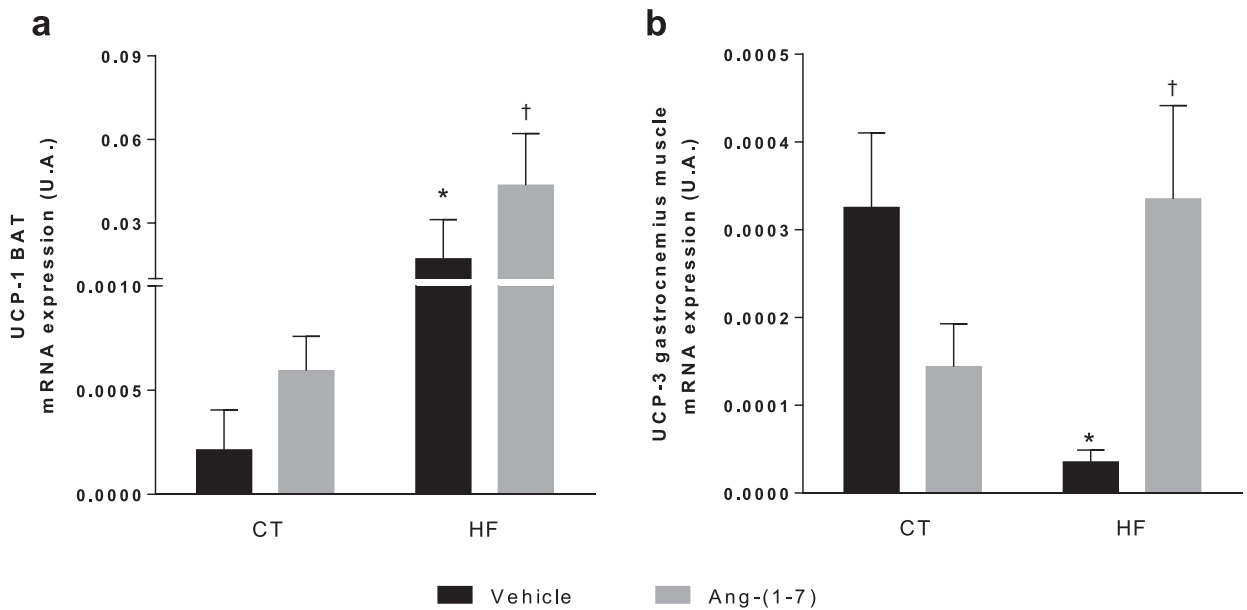 a
UCP-1 BAT
mRNA expression (U.A.)
0.09
0.06
0.03
0.0010
0.0005
0.0000
*
†
CT
HF
b
UCP-3 gastrocnemius muscle
mRNA expression (U.A.)
0.0005
0.0004
0.0003
0.0002
0.0001
0.0000
*
†
CT
HF
Vehicle
Ang-(1-7)